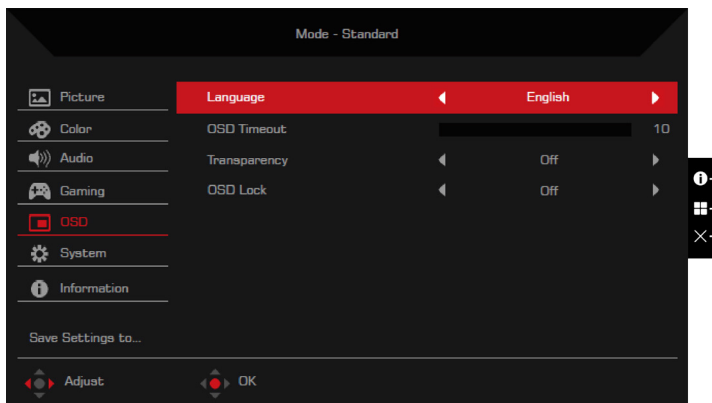 Mode - Standard
Picture
Language English
Color
OSD Timeout 10
Audio
Transparency Off
Gaming
OSD Lock Off
OSD
System
Information
Save Settings to...
Adjust OK